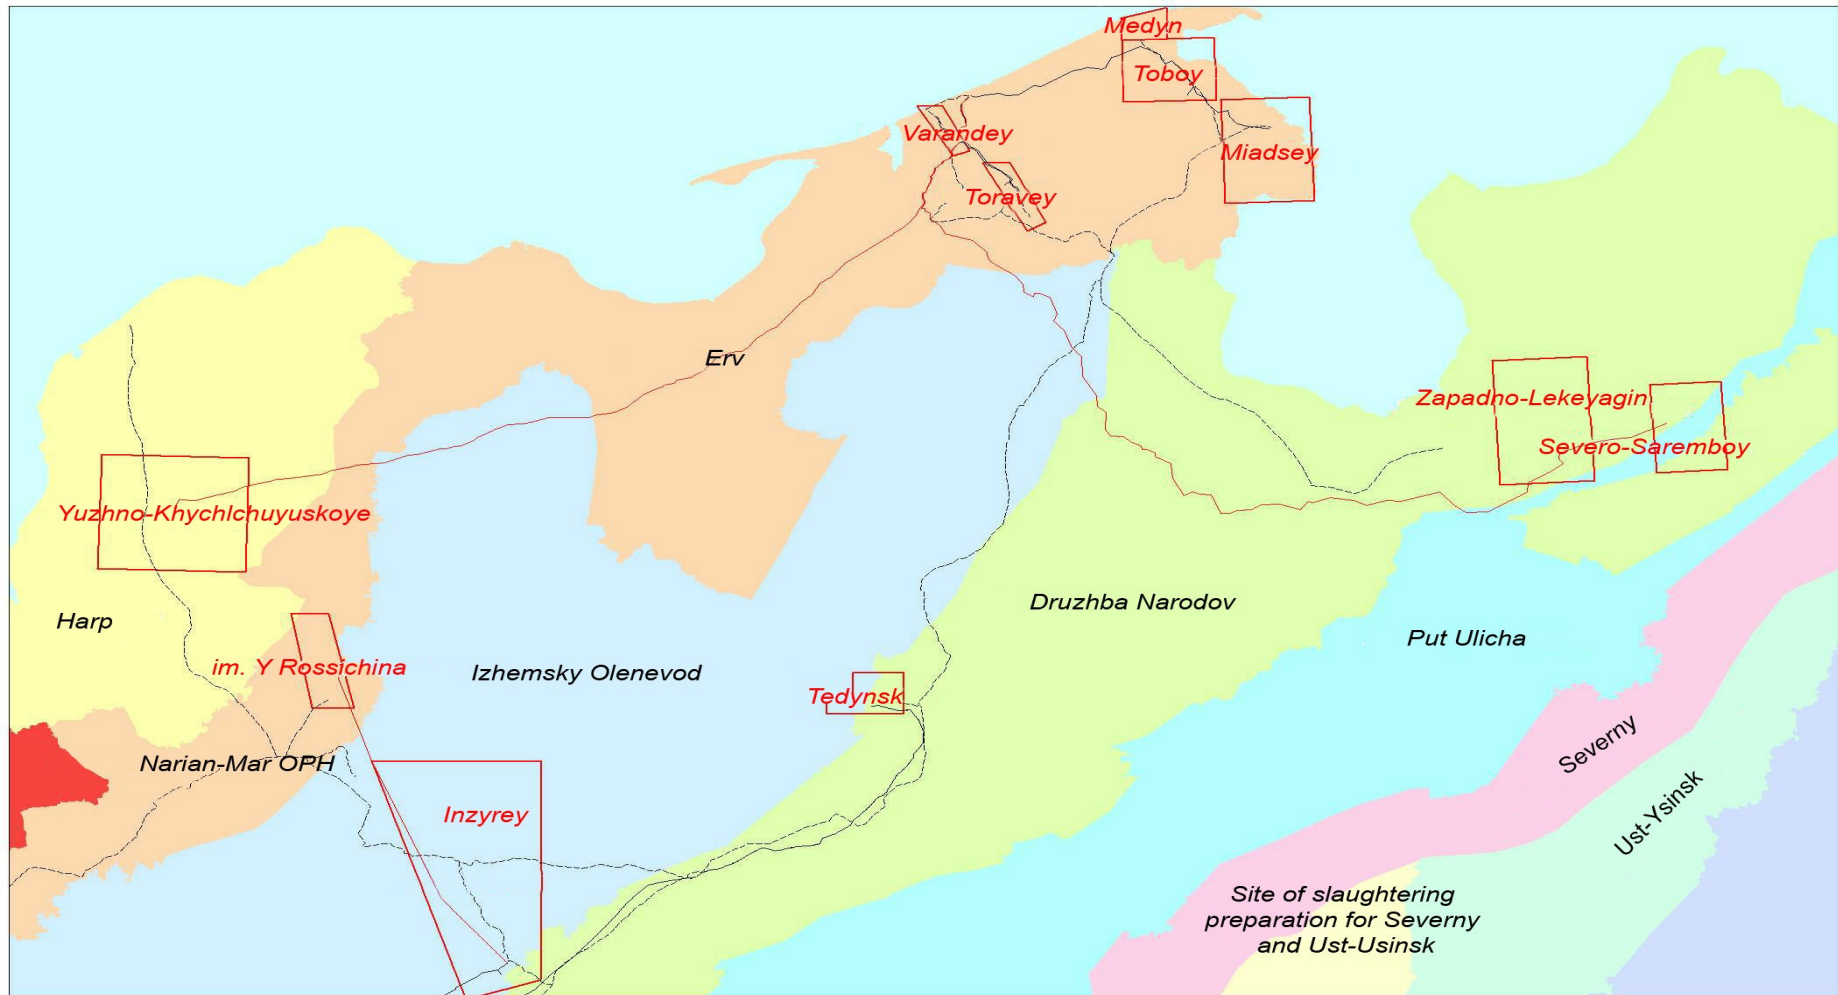 Medyn
Toboy
Varandey
Miadsey
Toravey
Erv
Zapadno-Lekeyagin
Severo-Saremboy
Yuzhno-Khychlchuyuskoye
Druzhba Narodov
Harp
Put Ulicha
im. Y Rossichina
Izhemsky Olenevod
Tedynsk
Severny
Narian-Mar OPH
Inzyrey
Ust-Ysinsk
Site of slaughtering
preparation for Severny
and Ust-Usinsk